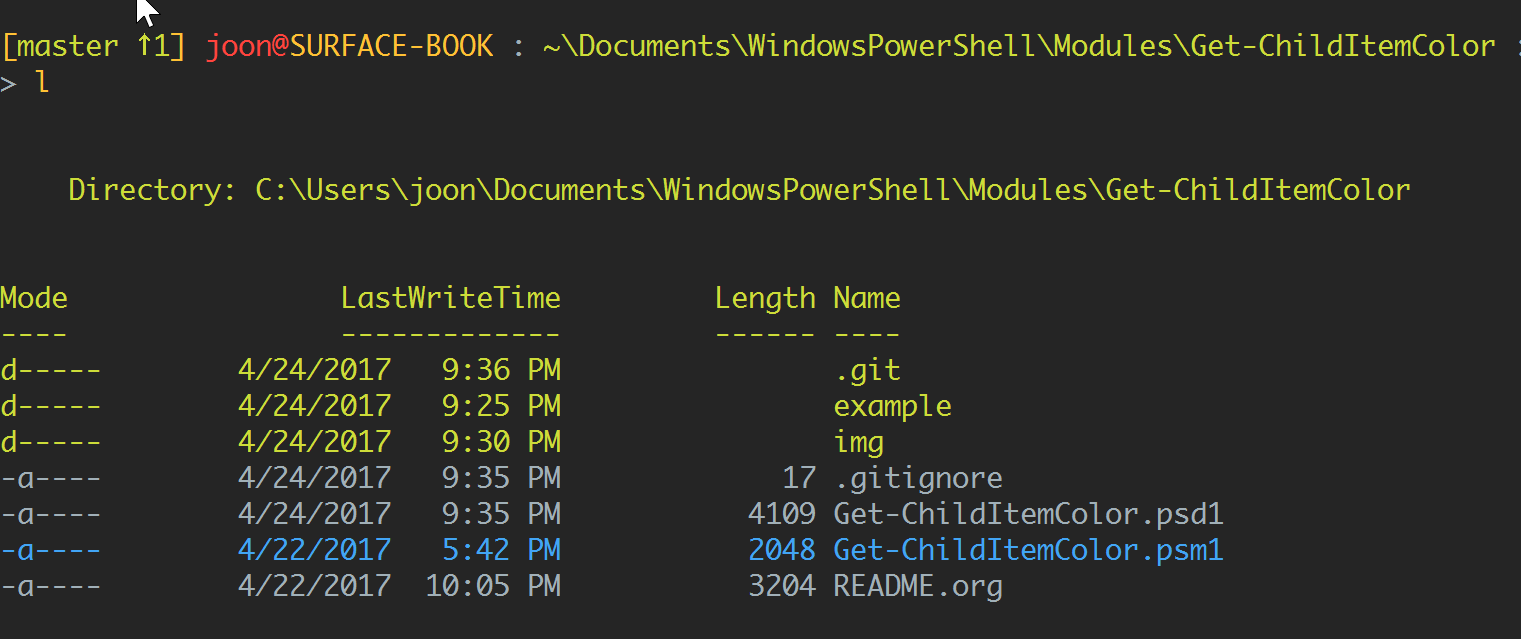 [master ↑1] joon@SURFACE-BOOK : ~\Documents\WindowsPowerShell\Modules\Get-ChildItemColor :
> l
Directory: C:\Users\joon\Documents\WindowsPowerShell\Modules\Get-ChildItemColor
Mode LastWriteTime Length Name
---- ------------- ------ ----
d----- 4/24/2017 9:36 PM .git
d----- 4/24/2017 9:25 PM example
d----- 4/24/2017 9:30 PM img
-a---- 4/24/2017 9:35 PM 17 .gitignore
-a---- 4/24/2017 9:35 PM 4109 Get-ChildItemColor.psd1
-a---- 4/22/2017 5:42 PM 2048 Get-ChildItemColor.psm1
-a---- 4/22/2017 10:05 PM 3204 README.org